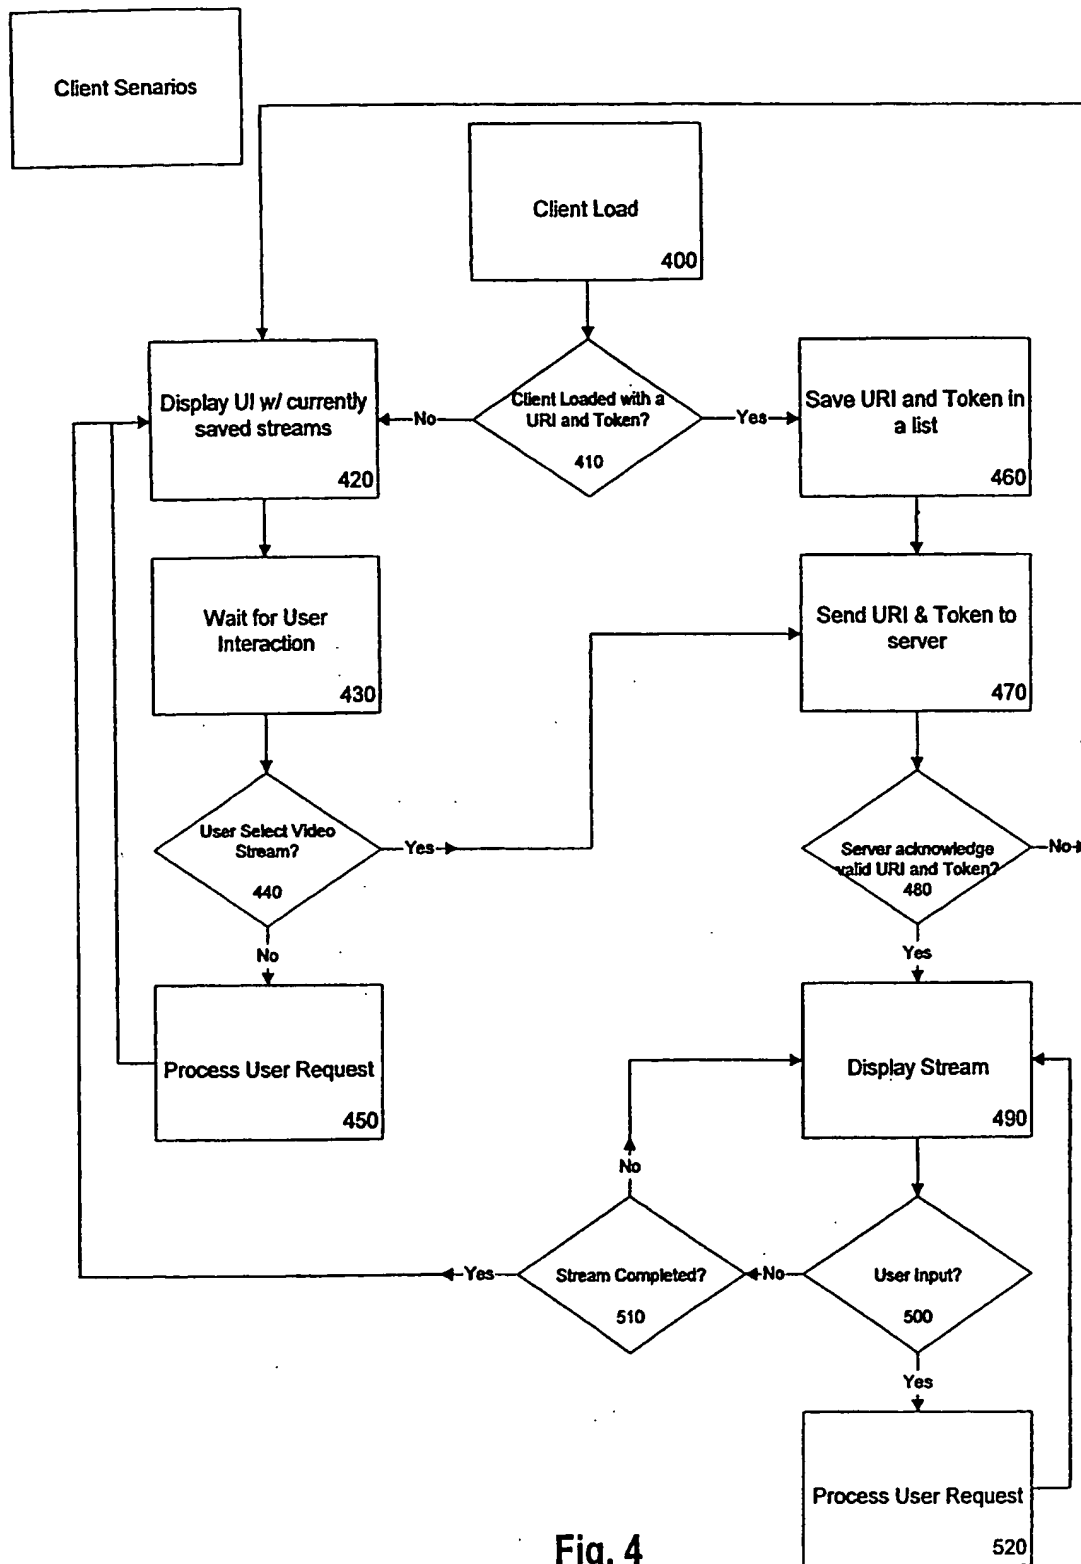 Client Senarios
Client Load
400
Display UI w/ currently
saved streams
420
No
Client Loaded with a
URI and Token?
410
Yes
Save URI and Token in
a list
460
Wait for User
Interaction
430
Send URI & Token to
server
470
User Select Video
Stream?
440
Yes
Server acknowledge
valid URI and Token?
480
No
No
Yes
Process User Request
450
Display Stream
490
No
Yes
Stream Completed?
510
No
User Input?
500
Yes
Process User Request
520
Fig. 4